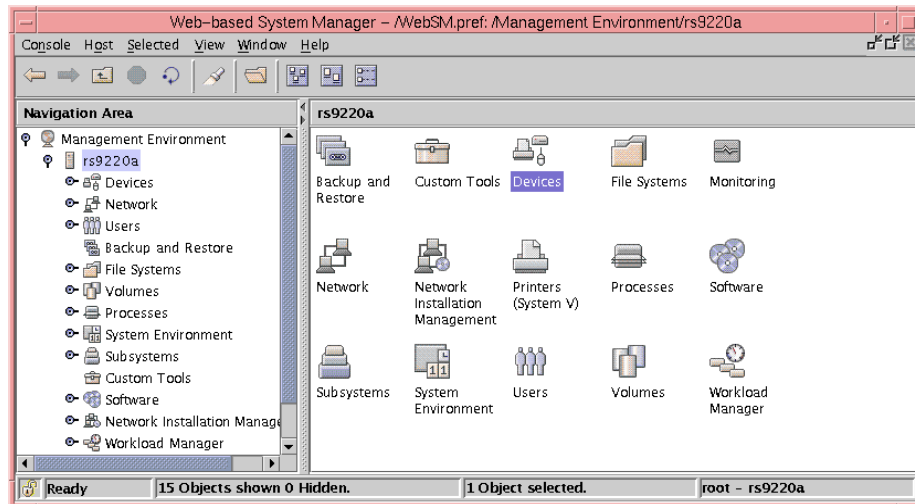 Web-based System Manager - /WebSM.pref: /Management Environment/rs9220a
Console Host Selected View Window Help
Navigation Area
Management Environment
rs9220a
Devices
Network
Users
Backup and Restore
File Systems
Volumes
Processes
System Environment
Subsystems
Custom Tools
Software
Network Installation Manage
Workload Manager
rs9220a
Backup and
Restore
Custom Tools
Devices
File Systems
Monitoring
Network
Network
Installation
Management
Printers
(System V)
Processes
Software
Subsystems
System
Environment
Users
Volumes
Workload
Manager
Ready
15 Objects shown 0 Hidden.
1 Object selected.
root - rs9220a